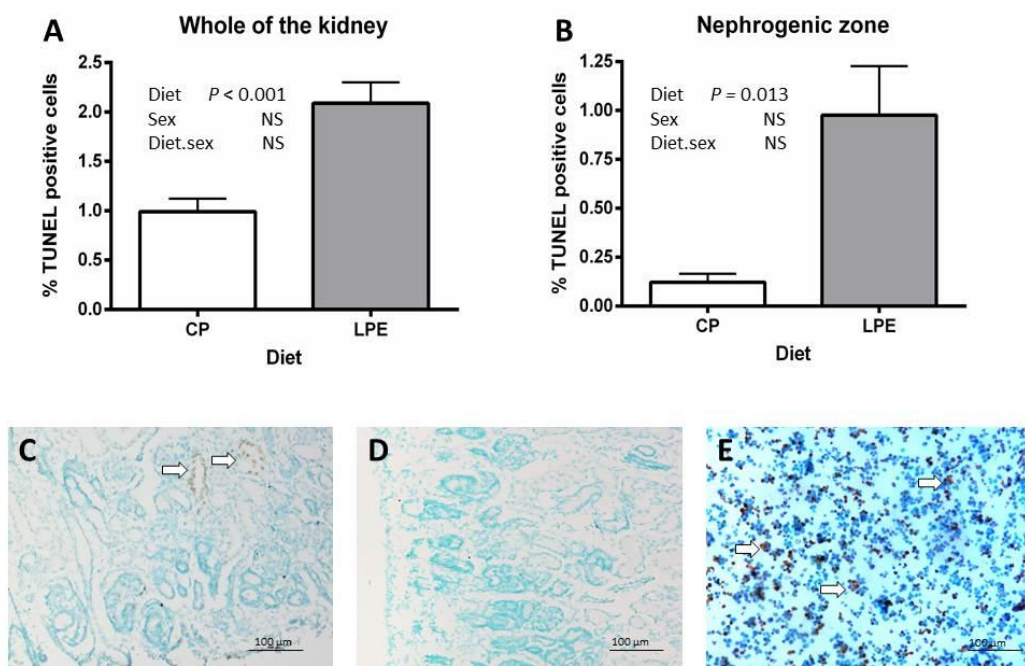 A
Whole of the kidney
% TUNEL positive cells
2.5
2.0
1.5
1.0
0.5
0.0
Diet P < 0.001
Sex NS
Diet.sex NS
CP LPE
Diet
B
Nephrogenic zone
% TUNEL positive cells
1.25
1.00
0.75
0.50
0.25
0.00
Diet P = 0.013
Sex NS
Diet.sex NS
CP LPE
Diet
C
100 µm
D
100 µm
E
100 µm